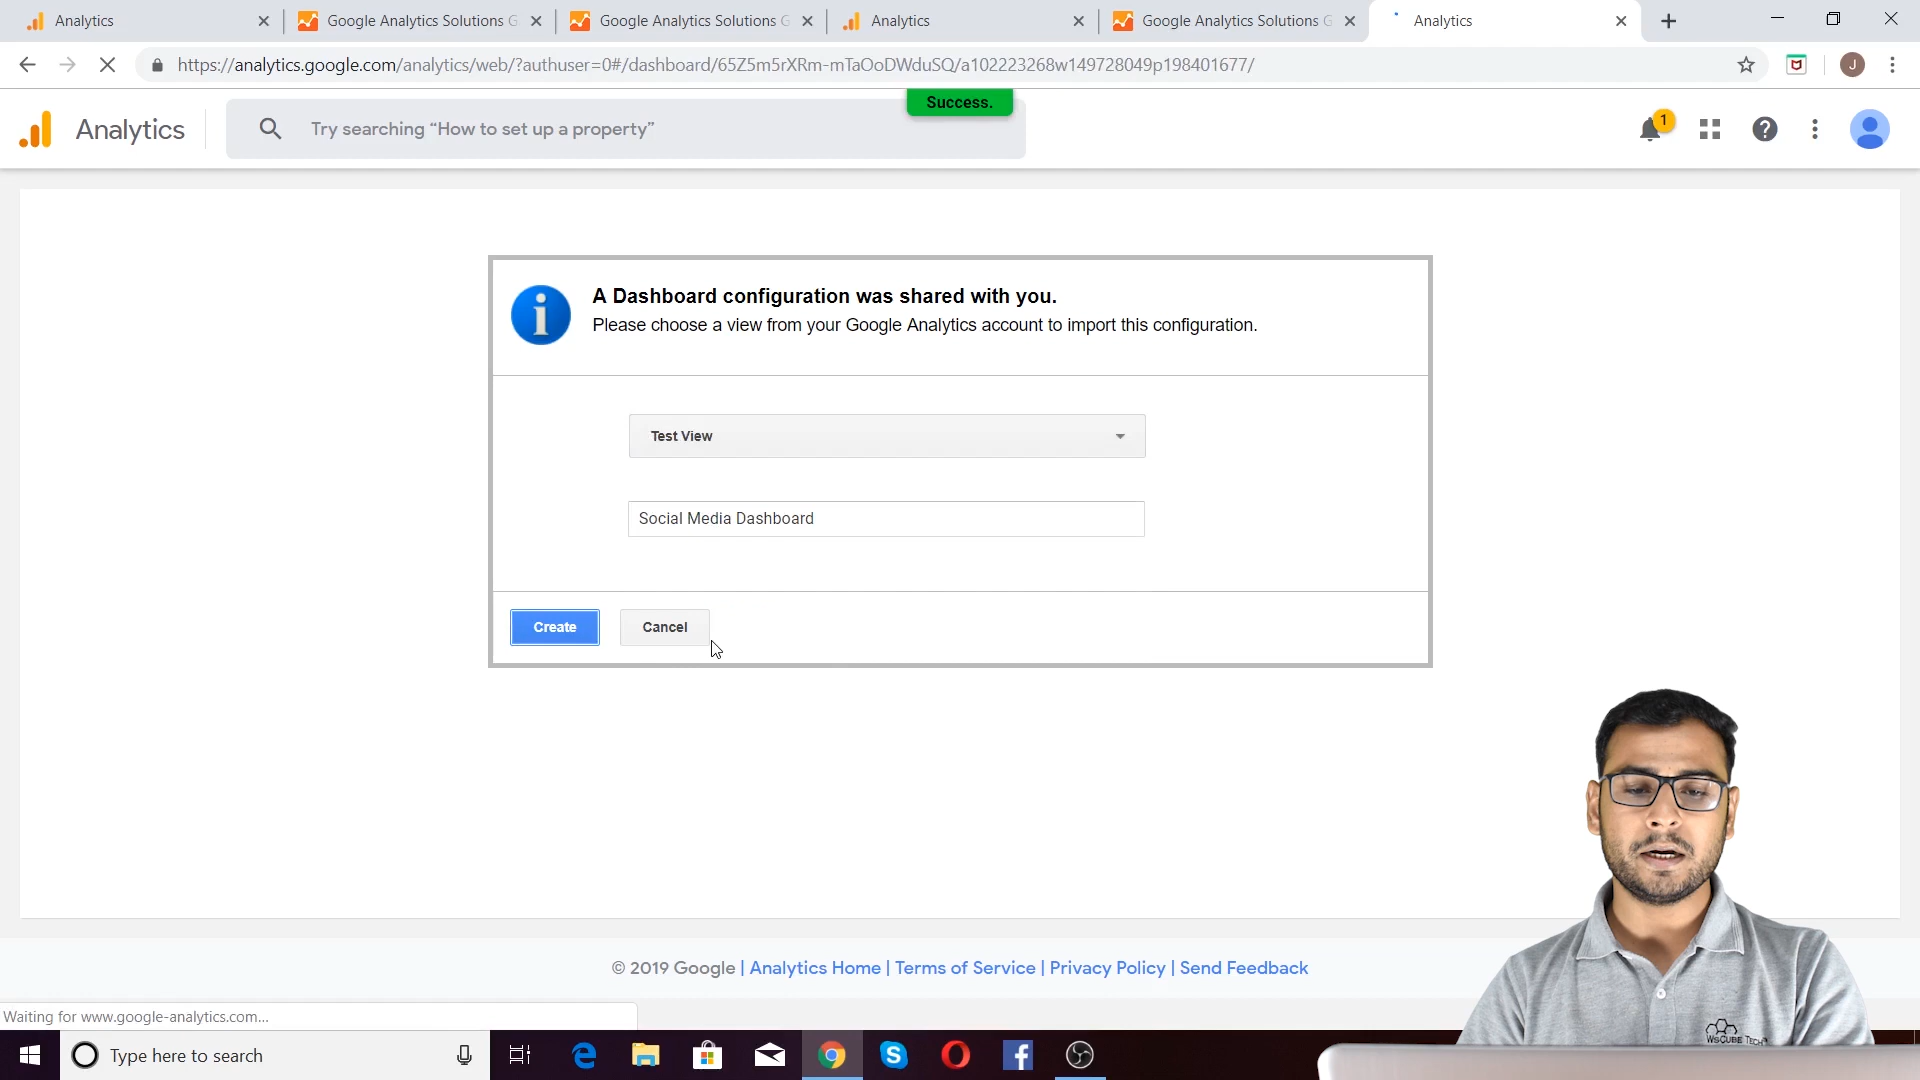 Analytics
Google Analytics Solutions G
Google Analytics Solutions G
Analytics
Google Analytics Solutions G
Analytics
https://analytics.google.com/analytics/web/?authuser=0#/dashboard/65Z5m5rXRm-mTaOoDWduSQ/a102223268w149728049p198401677/
J
Success.
Analytics
Try searching “How to set up a property”
1
A Dashboard configuration was shared with you.
Please choose a view from your Google Analytics account to import this configuration.
Test View
Social Media Dashboard
Create
Cancel
© 2019 Google | Analytics Home | Terms of Service | Privacy Policy | Send Feedback
Waiting for www.google-analytics.com...
WSCUBE TECH
Type here to search